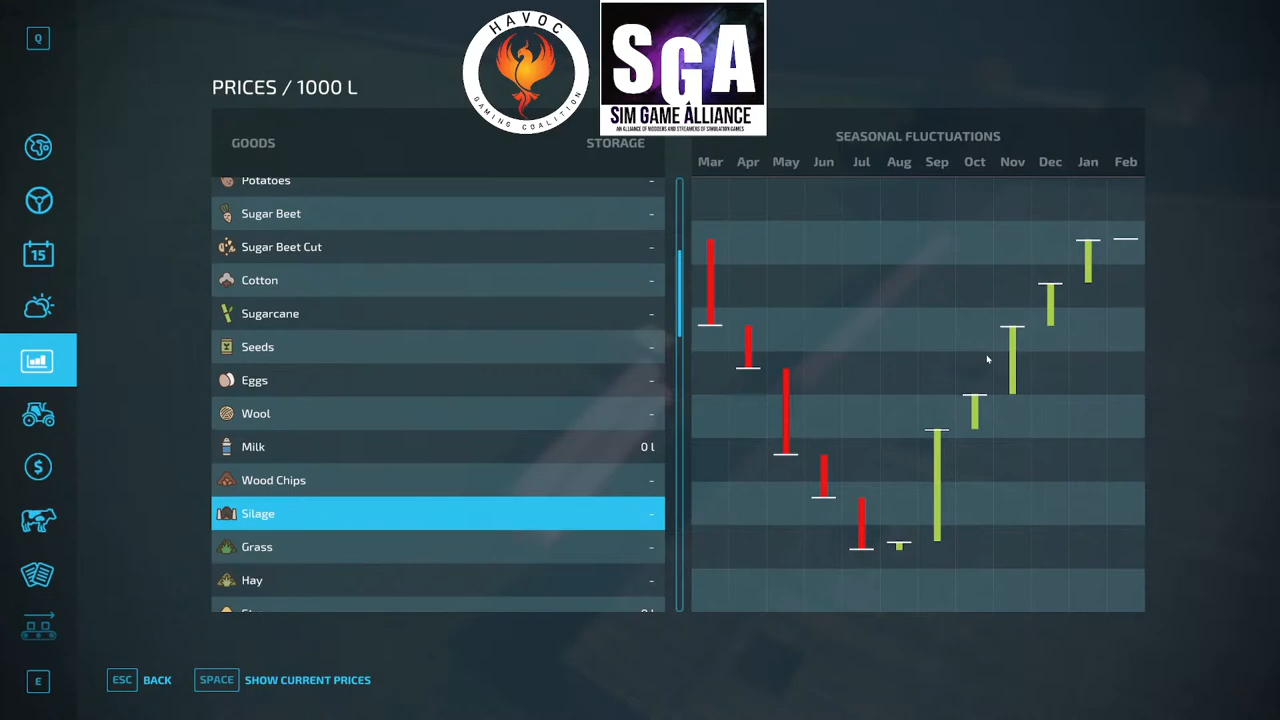 Q
HAVOC
GAMING COALITION
SGA
SIM GAME ALLIANCE
AN ALLIANCE OF MODDERS AND STREAMERS OF SIMULATION GAMES
PRICES / 1000 L
GOODS STORAGE
SEASONAL FLUCTUATIONS
Mar Apr May Jun Jul Aug Sep Oct Nov Dec Jan Feb
Potatoes -
Sugar Beet -
Sugar Beet Cut -
Cotton -
Sugarcane -
Seeds -
Eggs -
Wool -
Milk 0 l
Wood Chips -
Silage -
Grass -
Hay -
0 l
15
$
E
ESC BACK SPACE SHOW CURRENT PRICES